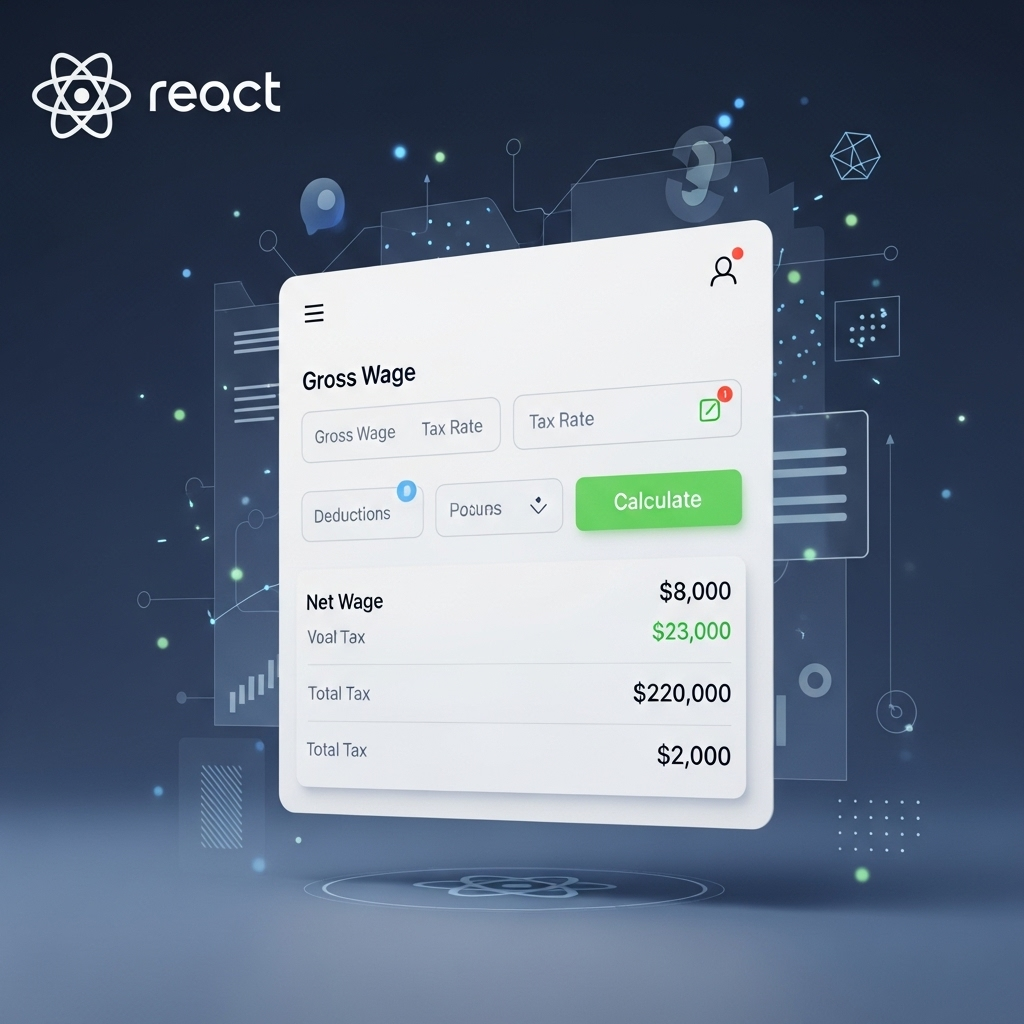 react
Gross Wage
Gross Wage Tax Rate
Tax Rate
Deductions
Poɩuns
Calculate
Net Wage $8,000
Voal Tax $23,000
Total Tax $220,000
Total Tax $2,000